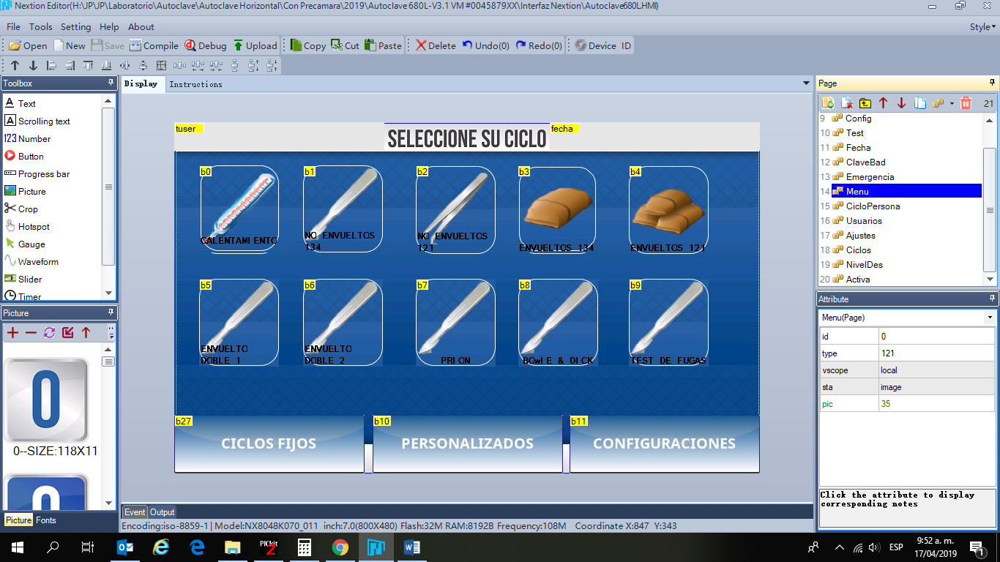 Nextion Editor(H:\JP\JP\Laboratorio\Autoclave\Autoclave Horizontal\Con Precamara\2019\Autoclave 680L-V3.1 VM #0045879XX\Interfaz Nextion\Autoclave680L.HMI)
File Tools Setting Help About Style
Open New Save Compile Debug Upload Copy Cut Paste Delete Undo(0) Redo(0) Device ID
Toolbox
Text
Scrolling text
123 Number
Button
Progress bar
Picture
Crop
Hotspot
Gauge
Waveform
Slider
Timer
Picture
0
0--SIZE:118X11
0
Picture Fonts
Display Instructions
tuser SELECCIONE SU CICLO fecha
b0 b1 b2 b3 b4
CALENTAMIENTO
NO ENVUELTOS
134
NO ENVUELTOS
121
ENVUELTOS 134
ENVUELTOS 121
b5 b6 b7 b8 b9
ENVUELTO
DOBLE 1
ENVUELTO
DOBLE 2
PRION
BOwlE & DICK
TEST DE FUGAS
b27 b10 b11
CICLOS FIJOS PERSONALIZADOS CONFIGURACIONES
Event Output
Encoding:iso-8859-1 Model:NX8048K070_011 inch:7.0(800X480) Flash:32M RAM:8192B Frequency:108M Coordinate X:847 Y:343
Page
21
9 Config
10 Test
11 Fecha
12 ClaveBad
13 Emergencia
14 Menu
15 CicloPersona
16 Usuarios
17 Ajustes
18 Ciclos
19 NivelDes
20 Activa
Attribute
Menu(Page)
id 0
type 121
vscope local
sta image
pic 35
Click the attribute to display
corresponding notes
PICkit
2
ESP
9:52 a. m.
17/04/2019
1